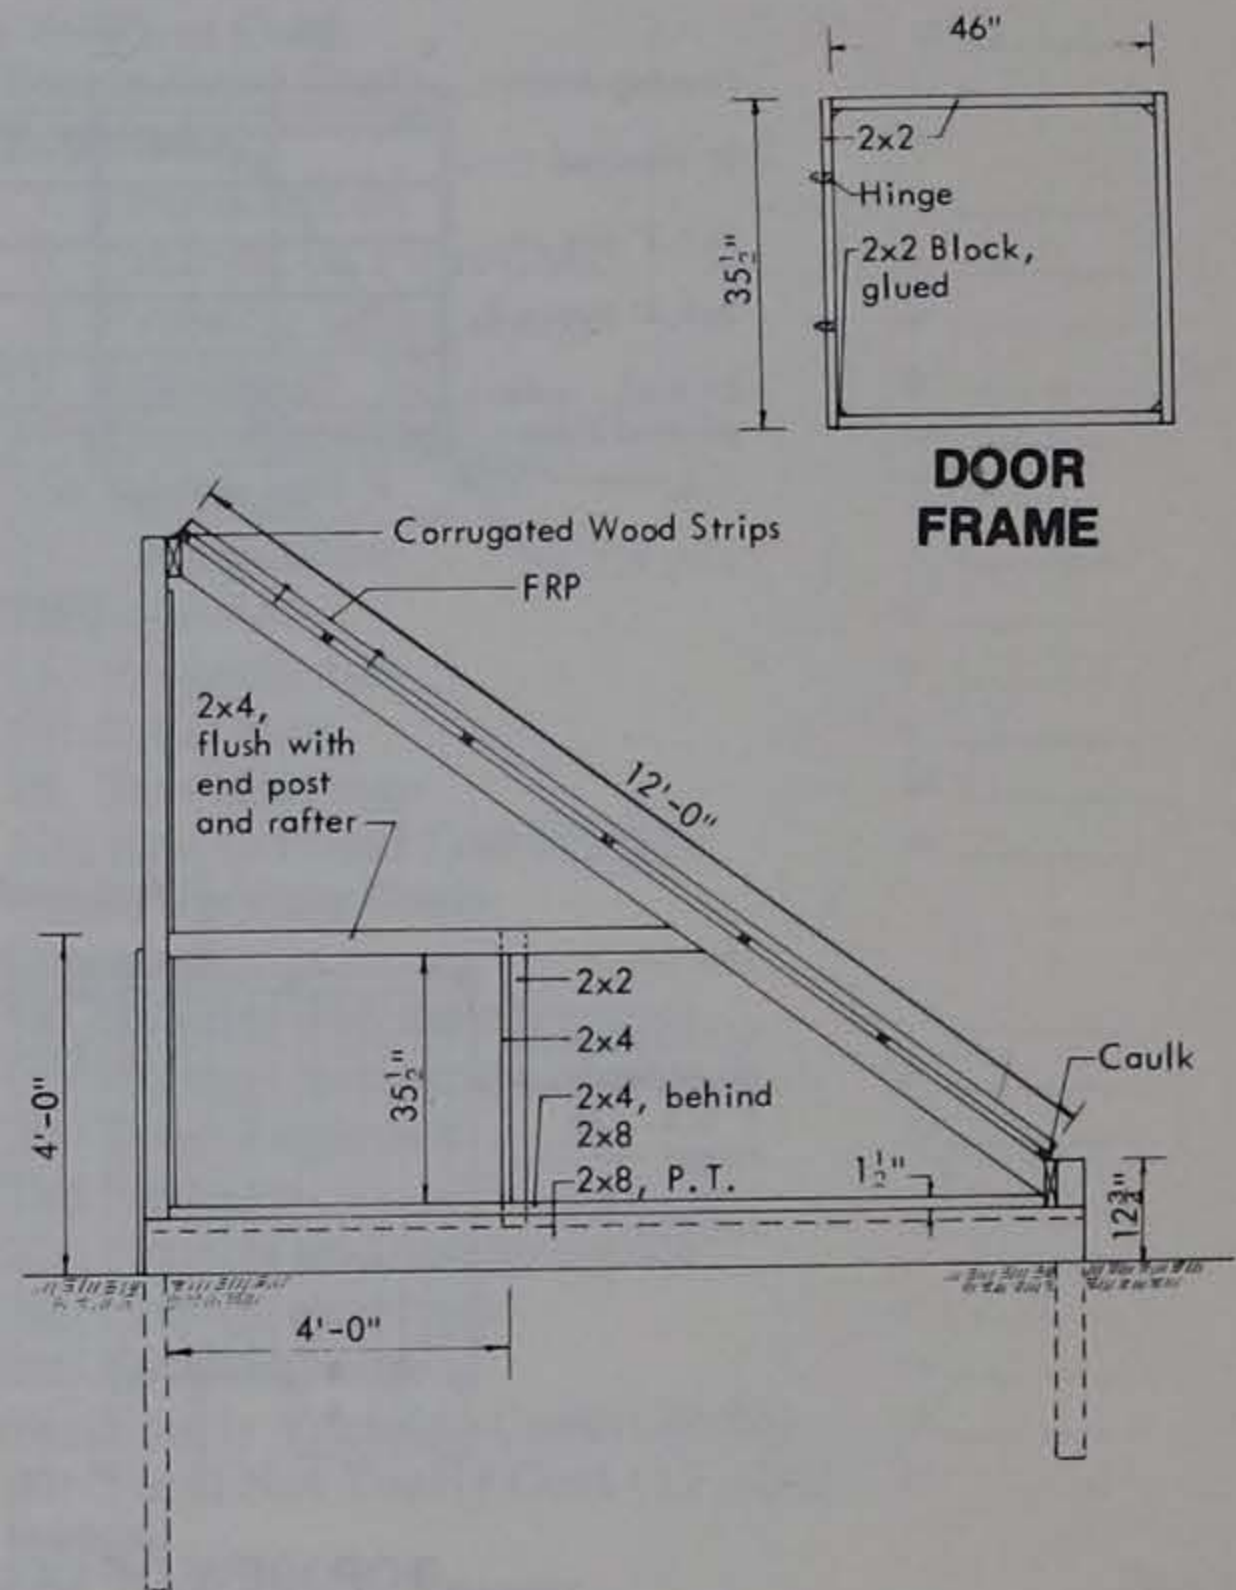 46"
2x2
Hinge
2x2 Block,
glued
35½"
DOOR
FRAME
Corrugated Wood Strips
FRP
2x4,
flush with
end post
and rafter
12'-0"
2x2
2x4
35½"
2x4, behind
2x8
2x8, P.T.
1½"
Caulk
4'-0"
12¾"
4'-0"